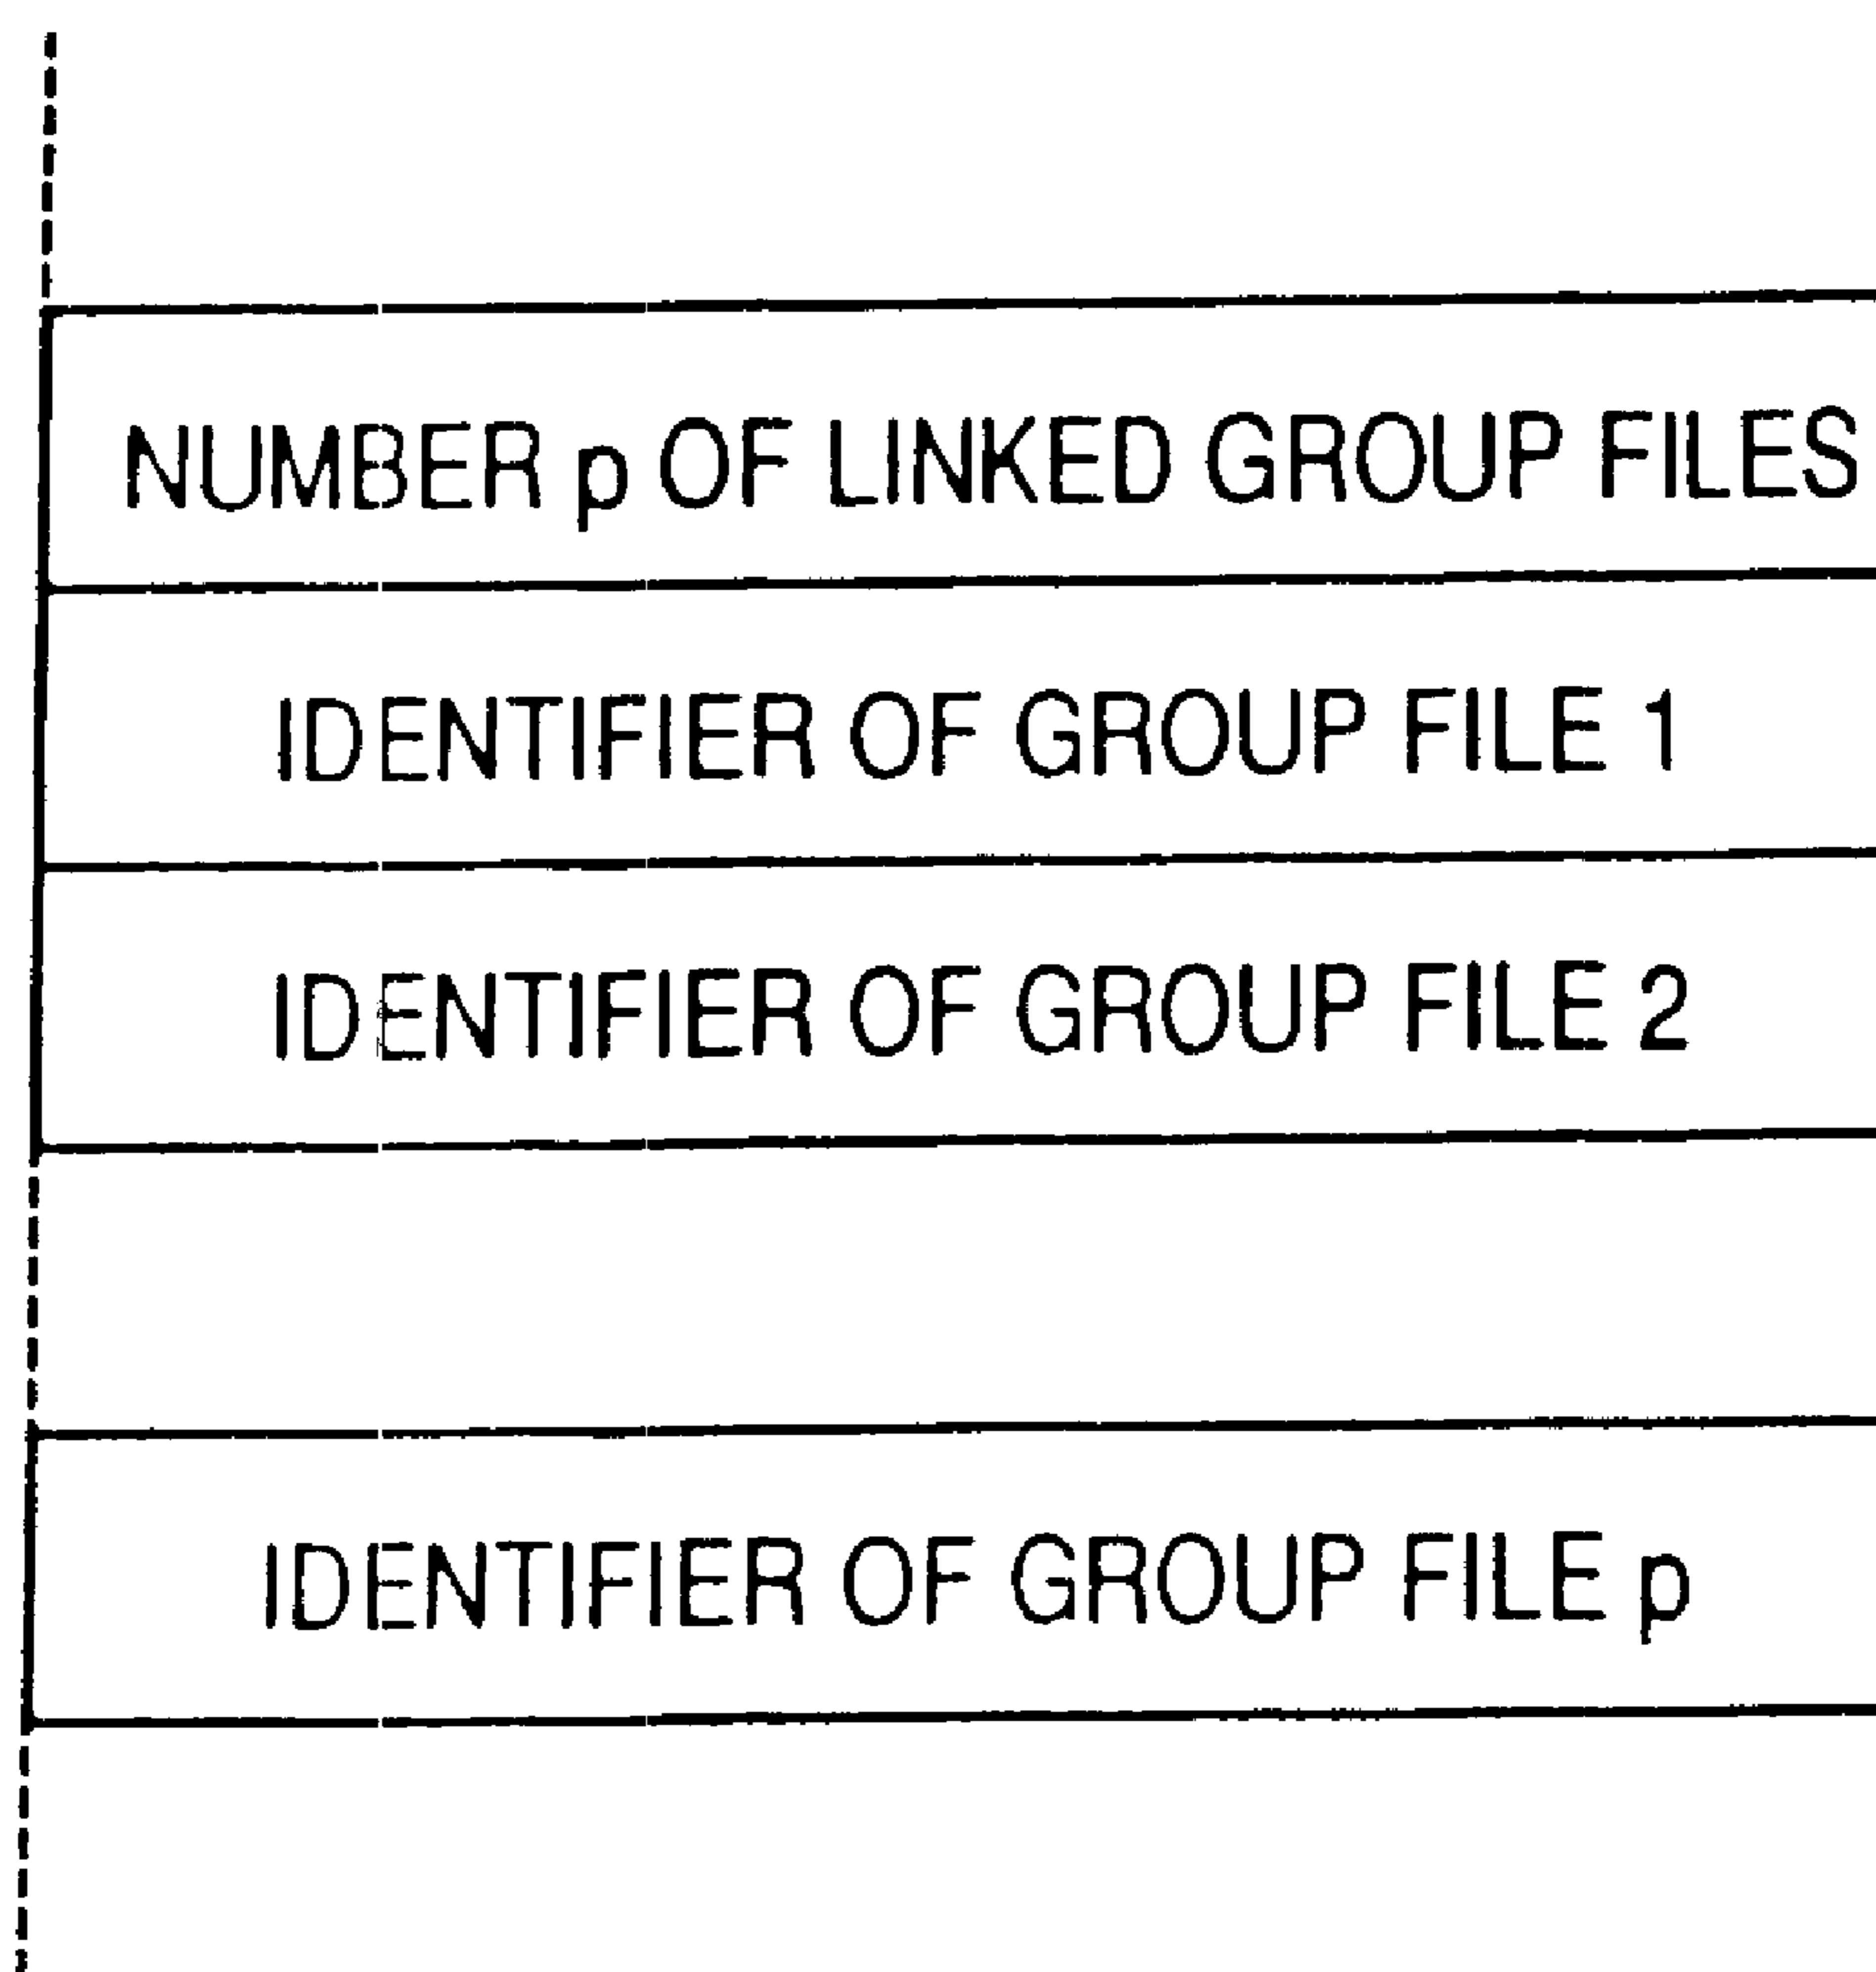 NUMBER p OF LINKED GROUP FILES
IDENTIFIER OF GROUP FILE 1
IDENTIFIER OF GROUP FILE 2
IDENTIFIER OF GROUP FILE p